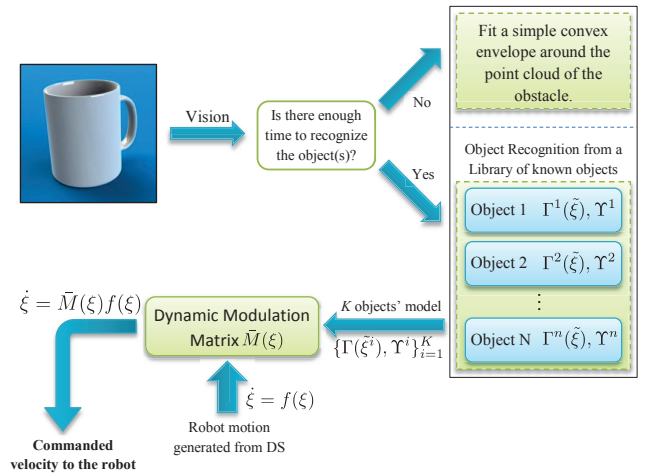 Fit a simple convex
envelope around the
point cloud of the
obstacle.
Vision
Is there enough
time to recognize
the object(s)?
No
Yes
Object Recognition from a
Library of known objects
Object 1 Γ¹(ξ̃), ϒ¹
Object 2 Γ²(ξ̃), ϒ²
⋮
Object N Γⁿ(ξ̃), ϒⁿ
K objects' model
{Γ(ξ̃ⁱ), ϒⁱ}ᴷᵢ₌₁
Dynamic Modulation
Matrix M̄(ξ)
ξ̇ = M̄(ξ)f(ξ)
ξ̇ = f(ξ)
Robot motion
generated from DS
Commanded
velocity to the robot